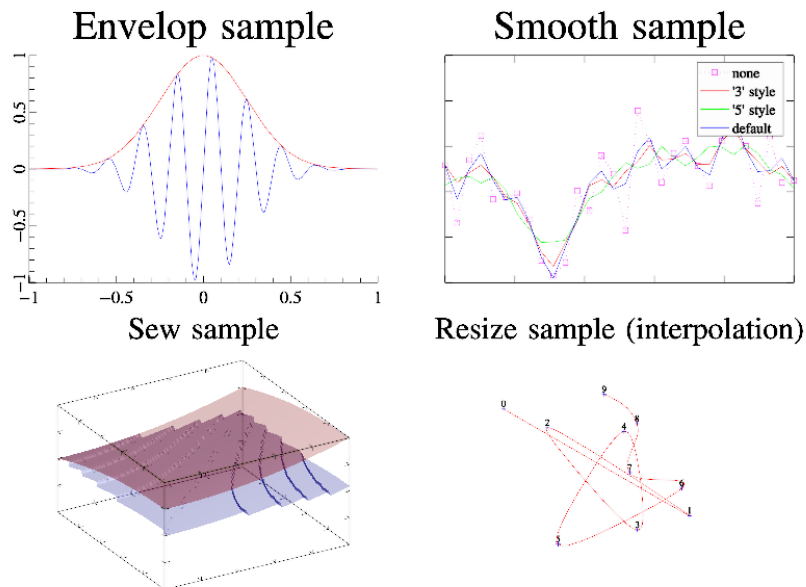 Envelop sample
1
0.5
0
−0.5
−1
−1
−0.5
0
0.5
1
Smooth sample
none
'3' style
'5' style
default
Sew sample
Resize sample (interpolation)
9
0
8
2
4
7
6
1
3
5